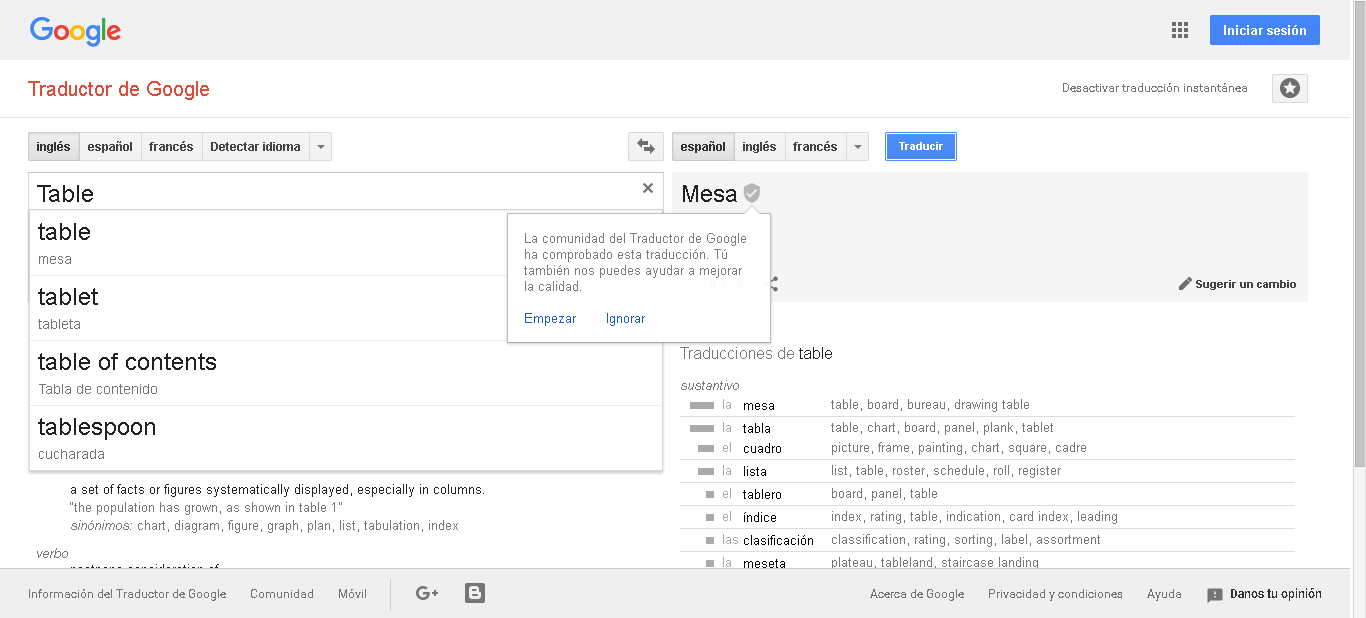 Google
Iniciar sesión
Traductor de Google
Desactivar traducción instantánea
inglés español francés Detectar idioma
español inglés francés Traducir
Table
table
mesa
tablet
tableta
table of contents
Tabla de contenido
tablespoon
cucharada
a set of facts or figures systematically displayed, especially in columns.
"the population has grown, as shown in table 1"
sinónimos: chart, diagram, figure, graph, plan, list, tabulation, index
verbo
Mesa
La comunidad del Traductor de Google
ha comprobado esta traducción. Tú
también nos puedes ayudar a mejorar
la calidad.
Empezar Ignorar
Sugerir un cambio
Traducciones de table
sustantivo
la mesa table, board, bureau, drawing table
la tabla table, chart, board, panel, plank, tablet
el cuadro picture, frame, painting, chart, square, cadre
la lista list, table, roster, schedule, roll, register
el tablero board, panel, table
el índice index, rating, table, indication, card index, leading
las clasificación classification, rating, sorting, label, assortment
la meseta plateau, tableland, staircase landing
Información del Traductor de Google Comunidad Móvil G+ B
Acerca de Google Privacidad y condiciones Ayuda Danos tu opinión